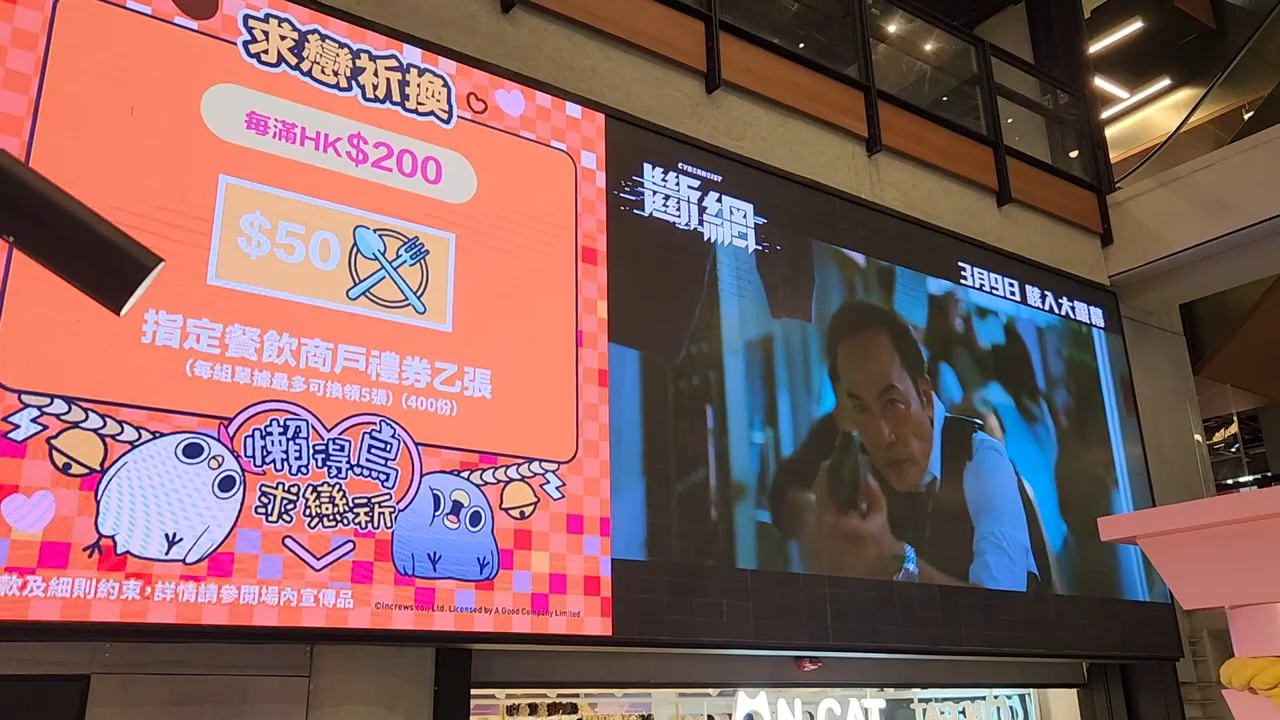 求戀祈換
每滿HK$200
$50
指定餐飲商戶禮券乙張
(每組單據最多可換領5張) (400份)
懶得鳥
求戀祈
款及細則約束，詳情請參閱場內宣傳品
©Increws co., Ltd. Licensed by A Good Company Limited
CYBERHEIST
斷網
3月9日 駭入大銀幕
CAT